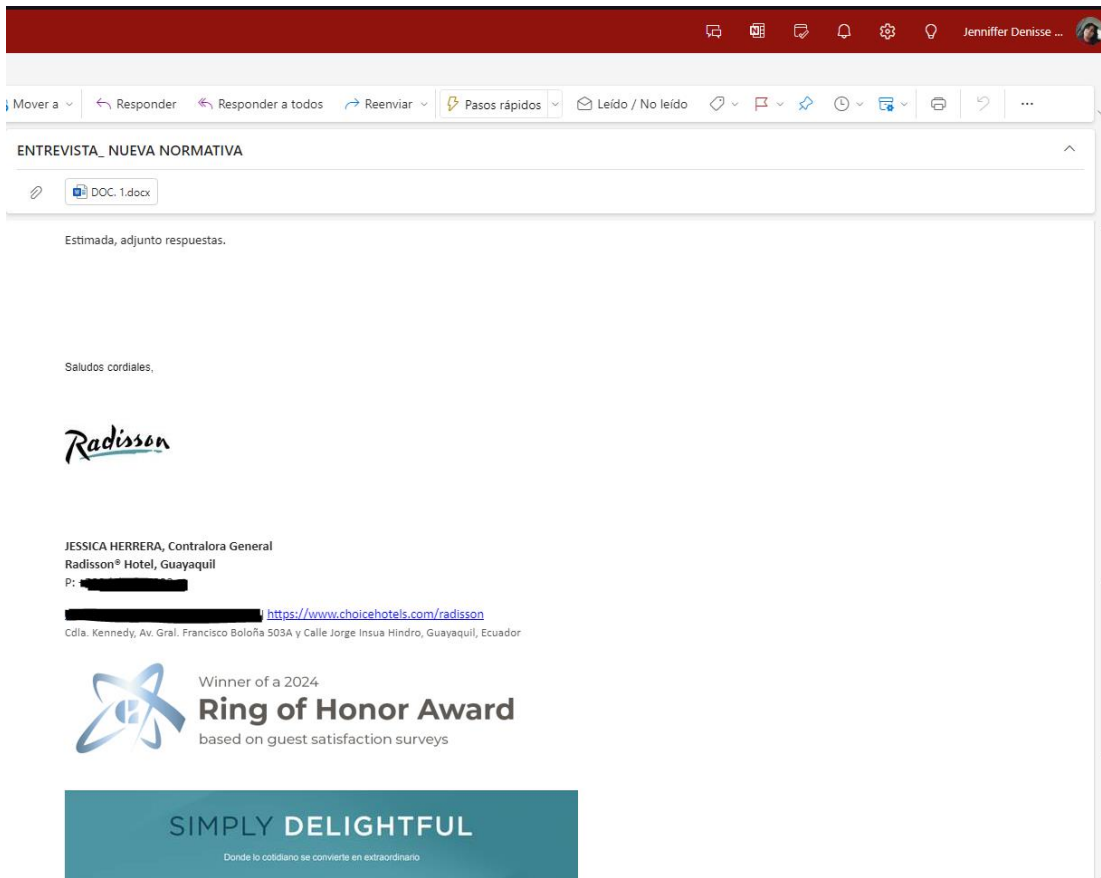 Jenniffer Denisse ...
Mover a
Responder
Responder a todos
Reenviar
Pasos rápidos
Leído / No leído
...
ENTREVISTA_ NUEVA NORMATIVA
DOC. 1.docx
Estimada, adjunto respuestas.
Saludos cordiales,
Radisson
JESSICA HERRERA, Contralora General
Radisson® Hotel, Guayaquil
P:
https://www.choicehotels.com/radisson
Cdla. Kennedy, Av. Gral. Francisco Boloña 503A y Calle Jorge Insua Hindro, Guayaquil, Ecuador
Winner of a 2024
Ring of Honor Award
based on guest satisfaction surveys
SIMPLY DELIGHTFUL
Donde lo cotidiano se convierte en extraordinario